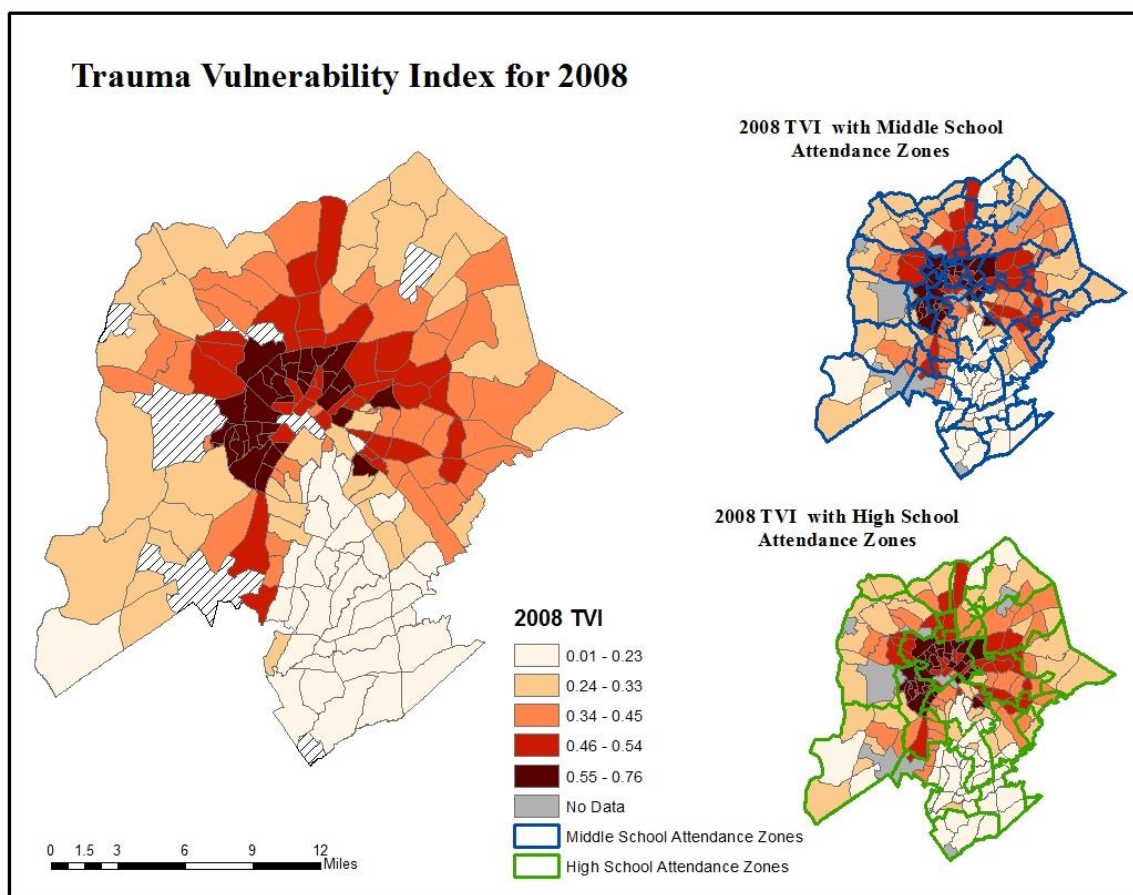 Trauma Vulnerability Index for 2008
2008 TVI with Middle School
Attendance Zones
2008 TVI with High School
Attendance Zones
2008 TVI
0.01 - 0.23
0.24 - 0.33
0.34 - 0.45
0.46 - 0.54
0.55 - 0.76
No Data
Middle School Attendance Zones
High School Attendance Zones
0 1.5 3 6 9 12
Miles